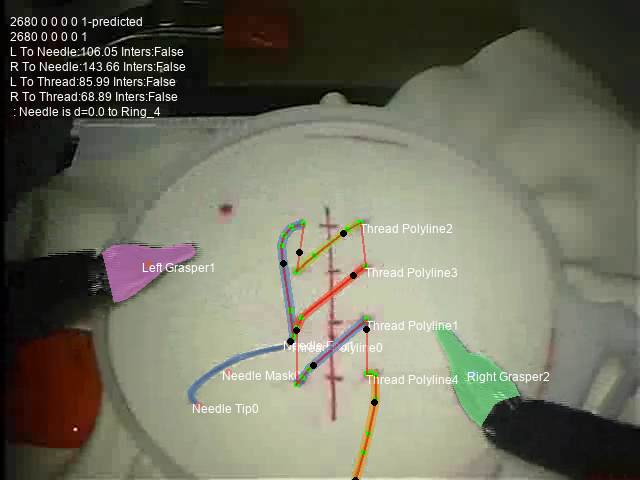 2680 0 0 0 0 1-predicted
2680 0 0 0 0 1
L To Needle:106.05 Inters:False
R To Needle:143.66 Inters:False
L To Thread:85.99 Inters:False
R To Thread:68.89 Inters:False
: Needle is d=0.0 to Ring_4
Thread Polyline2
Left Grasper1
Thread Polyline3
Thread Polyline1
Needle Mask
Thread Polyline4
Right Grasper2
Needle Tip0